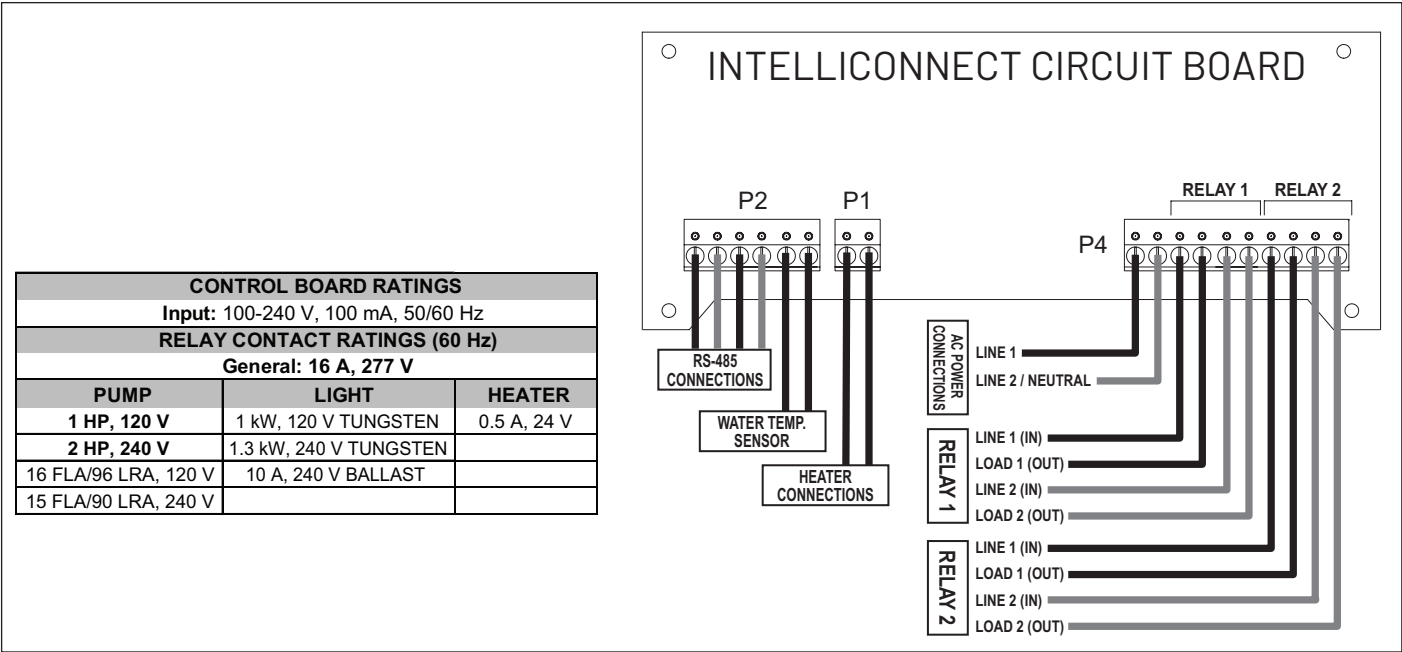 CONTROL BOARD RATINGS
Input: 100-240 V, 100 mA, 50/60 Hz
RELAY CONTACT RATINGS (60 Hz)
General: 16 A, 277 V
PUMP LIGHT HEATER
1 HP, 120 V 1 kW, 120 V TUNGSTEN 0.5 A, 24 V
2 HP, 240 V 1.3 kW, 240 V TUNGSTEN
16 FLA/96 LRA, 120 V 10 A, 240 V BALLAST
15 FLA/90 LRA, 240 V
INTELLICONNECT CIRCUIT BOARD
P2
P1
P4
RELAY 1
RELAY 2
RS-485
CONNECTIONS
WATER TEMP.
SENSOR
HEATER
CONNECTIONS
AC POWER
CONNECTIONS
LINE 1
LINE 2 / NEUTRAL
RELAY 1
LINE 1 (IN)
LOAD 1 (OUT)
LINE 2 (IN)
LOAD 2 (OUT)
RELAY 2
LINE 1 (IN)
LOAD 1 (OUT)
LINE 2 (IN)
LOAD 2 (OUT)